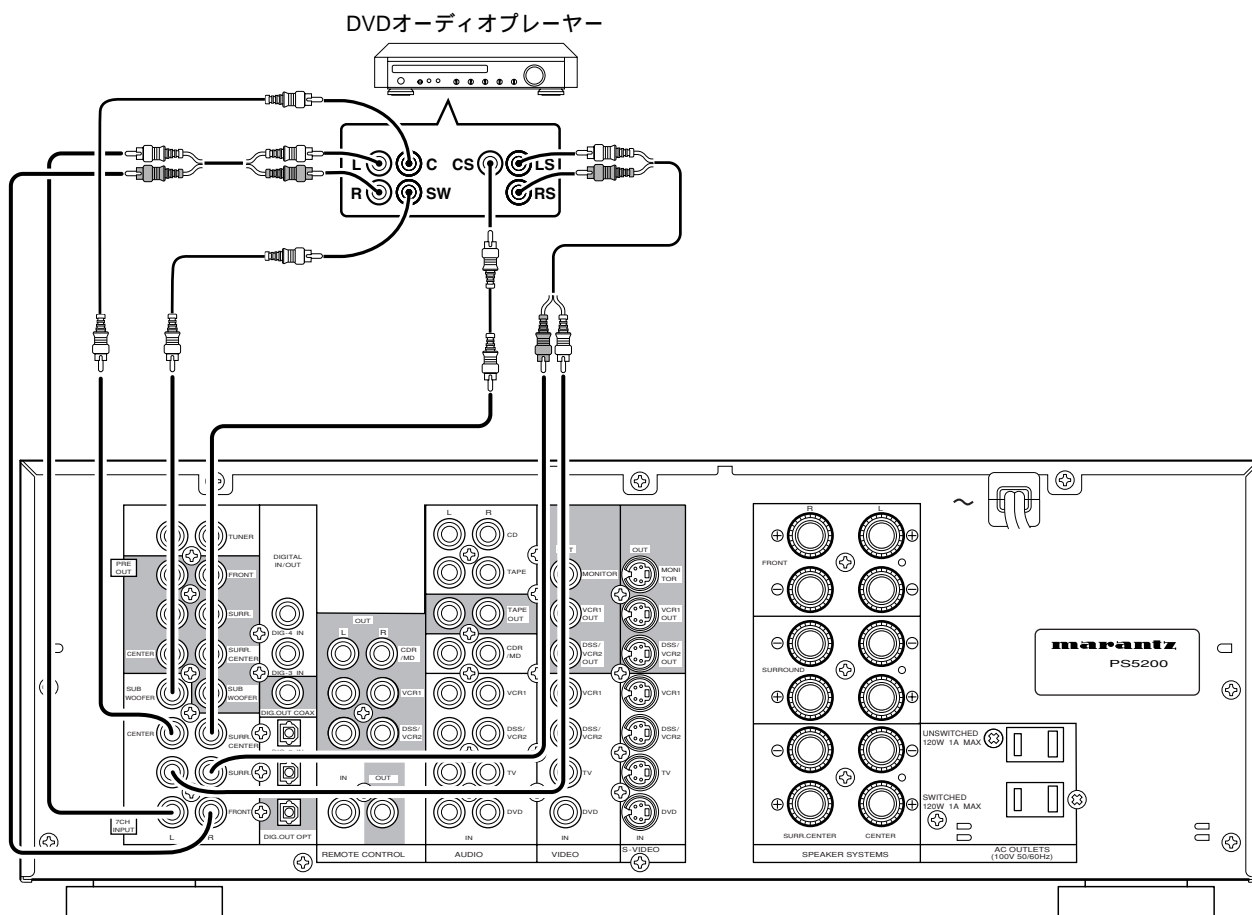 DVDオーディオプレーヤー
L C CS LS
R SW RS
L R
TUNER
PRE OUT
FRONT
SURR.
CENTER
SURR. CENTER
SUB WOOFER
SUB WOOFER
CENTER
SURR. CENTER
SURR.
FRONT
7CH INPUT
L R
DIGITAL IN/OUT
DIG-4 IN
DIG-3 IN
DIG.OUT COAX
DIG.OUT OPT
OUT
L R
CDR /MD
VCR1
DSS/ VCR2
IN OUT
REMOTE CONTROL
CD
TAPE
TAPE OUT
CDR /MD
VCR1
DSS/ VCR2
TV
DVD
IN
AUDIO
MONITOR
VCR1 OUT
DSS/ VCR2 OUT
VCR1
DSS/ VCR2
TV
DVD
IN
VIDEO
OUT
MONI TOR
VCR1 OUT
DSS/ VCR2 OUT
VCR1
DSS/ VCR2
TV
DVD
IN
S-VIDEO
R L
FRONT
SURROUND
SURR.CENTER CENTER
SPEAKER SYSTEMS
marantz
PS5200
UNSWITCHED
120W 1A MAX
SWITCHED
120W 1A MAX
AC OUTLETS
(100V 50/60Hz)